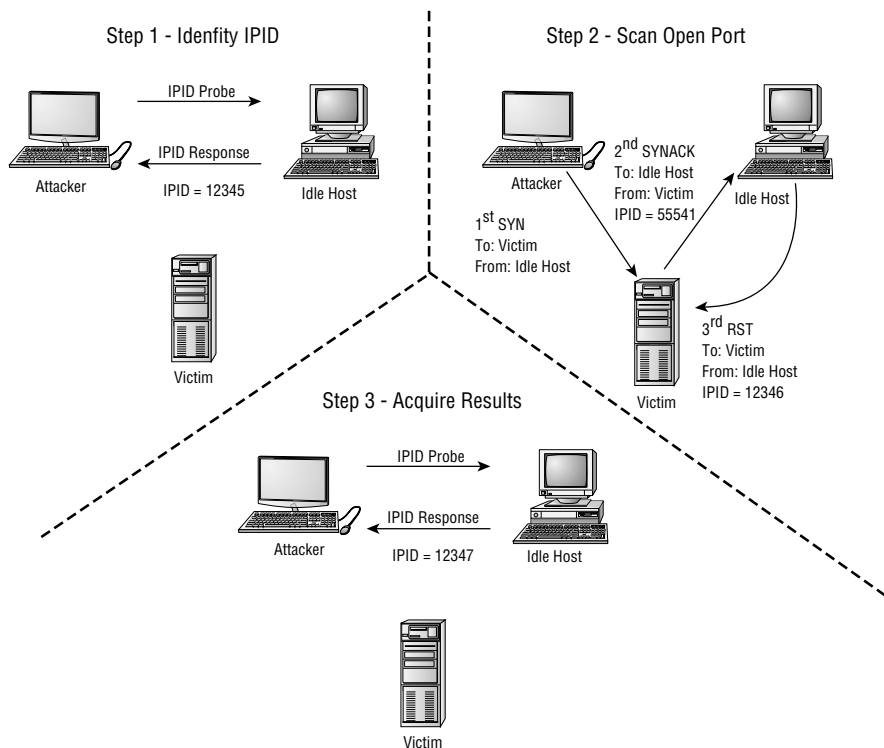 Step 1 - Idenfity IPID
IPID Probe
IPID Response
IPID = 12345
Attacker
Idle Host
Victim
Step 2 - Scan Open Port
Attacker
2nd SYNACK
To: Idle Host
From: Victim
IPID = 55541
Idle Host
1st SYN
To: Victim
From: Idle Host
3rd RST
To: Victim
From: Idle Host
IPID = 12346
Victim
Step 3 - Acquire Results
IPID Probe
IPID Response
IPID = 12347
Attacker
Idle Host
Victim